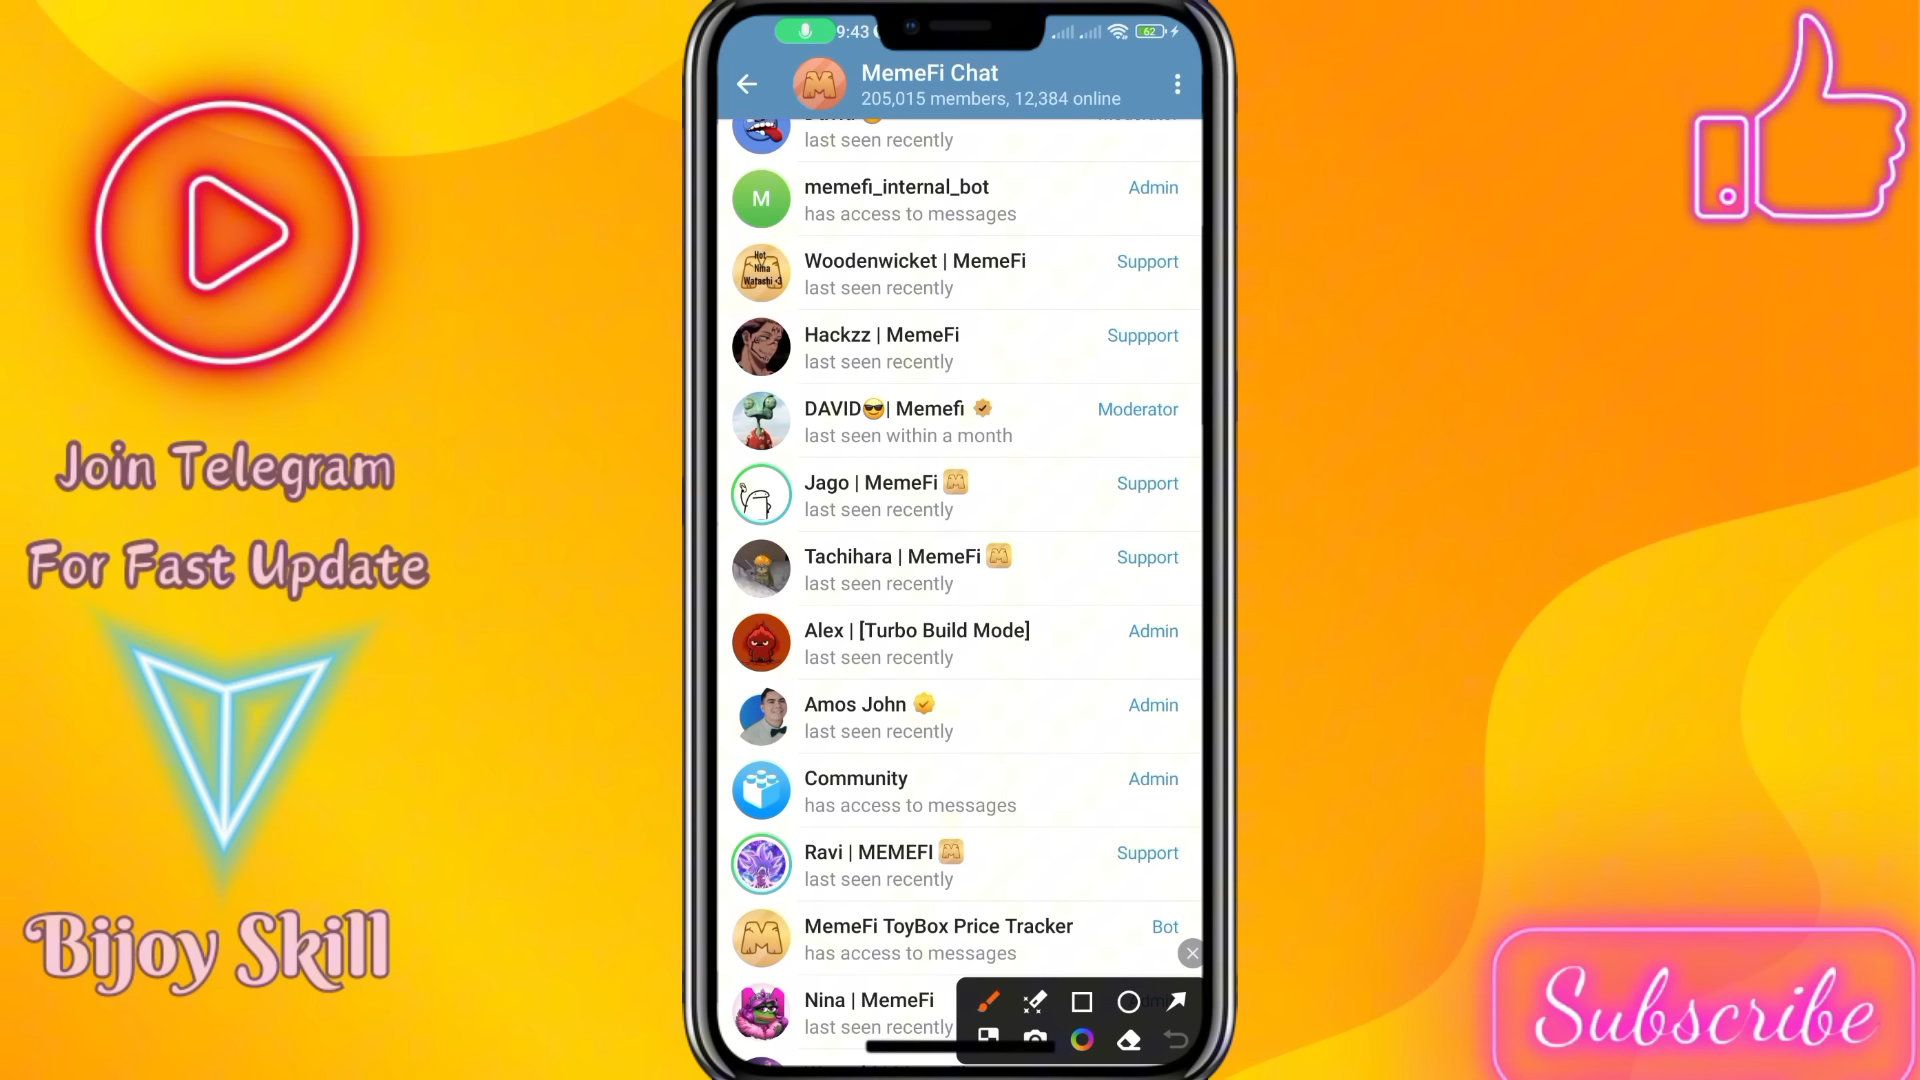 9:43
62
MemeFi Chat
205,015 members, 12,384 online
last seen recently
memefi_internal_bot Admin
M
has access to messages
Hot
Nina
Watashi <3
Woodenwicket | MemeFi Support
last seen recently
Hackzz | MemeFi Suppport
last seen recently
DAVID😎| Memefi Moderator
last seen within a month
Jago | MemeFi Support
last seen recently
Tachihara | MemeFi Support
last seen recently
Alex | [Turbo Build Mode] Admin
last seen recently
Amos John Admin
last seen recently
Community Admin
has access to messages
Ravi | MEMEFI Support
last seen recently
MemeFi ToyBox Price Tracker Bot
has access to messages
Nina | MemeFi
last seen recently
Join Telegram
For Fast Update
Bijoy Skill
Subscribe